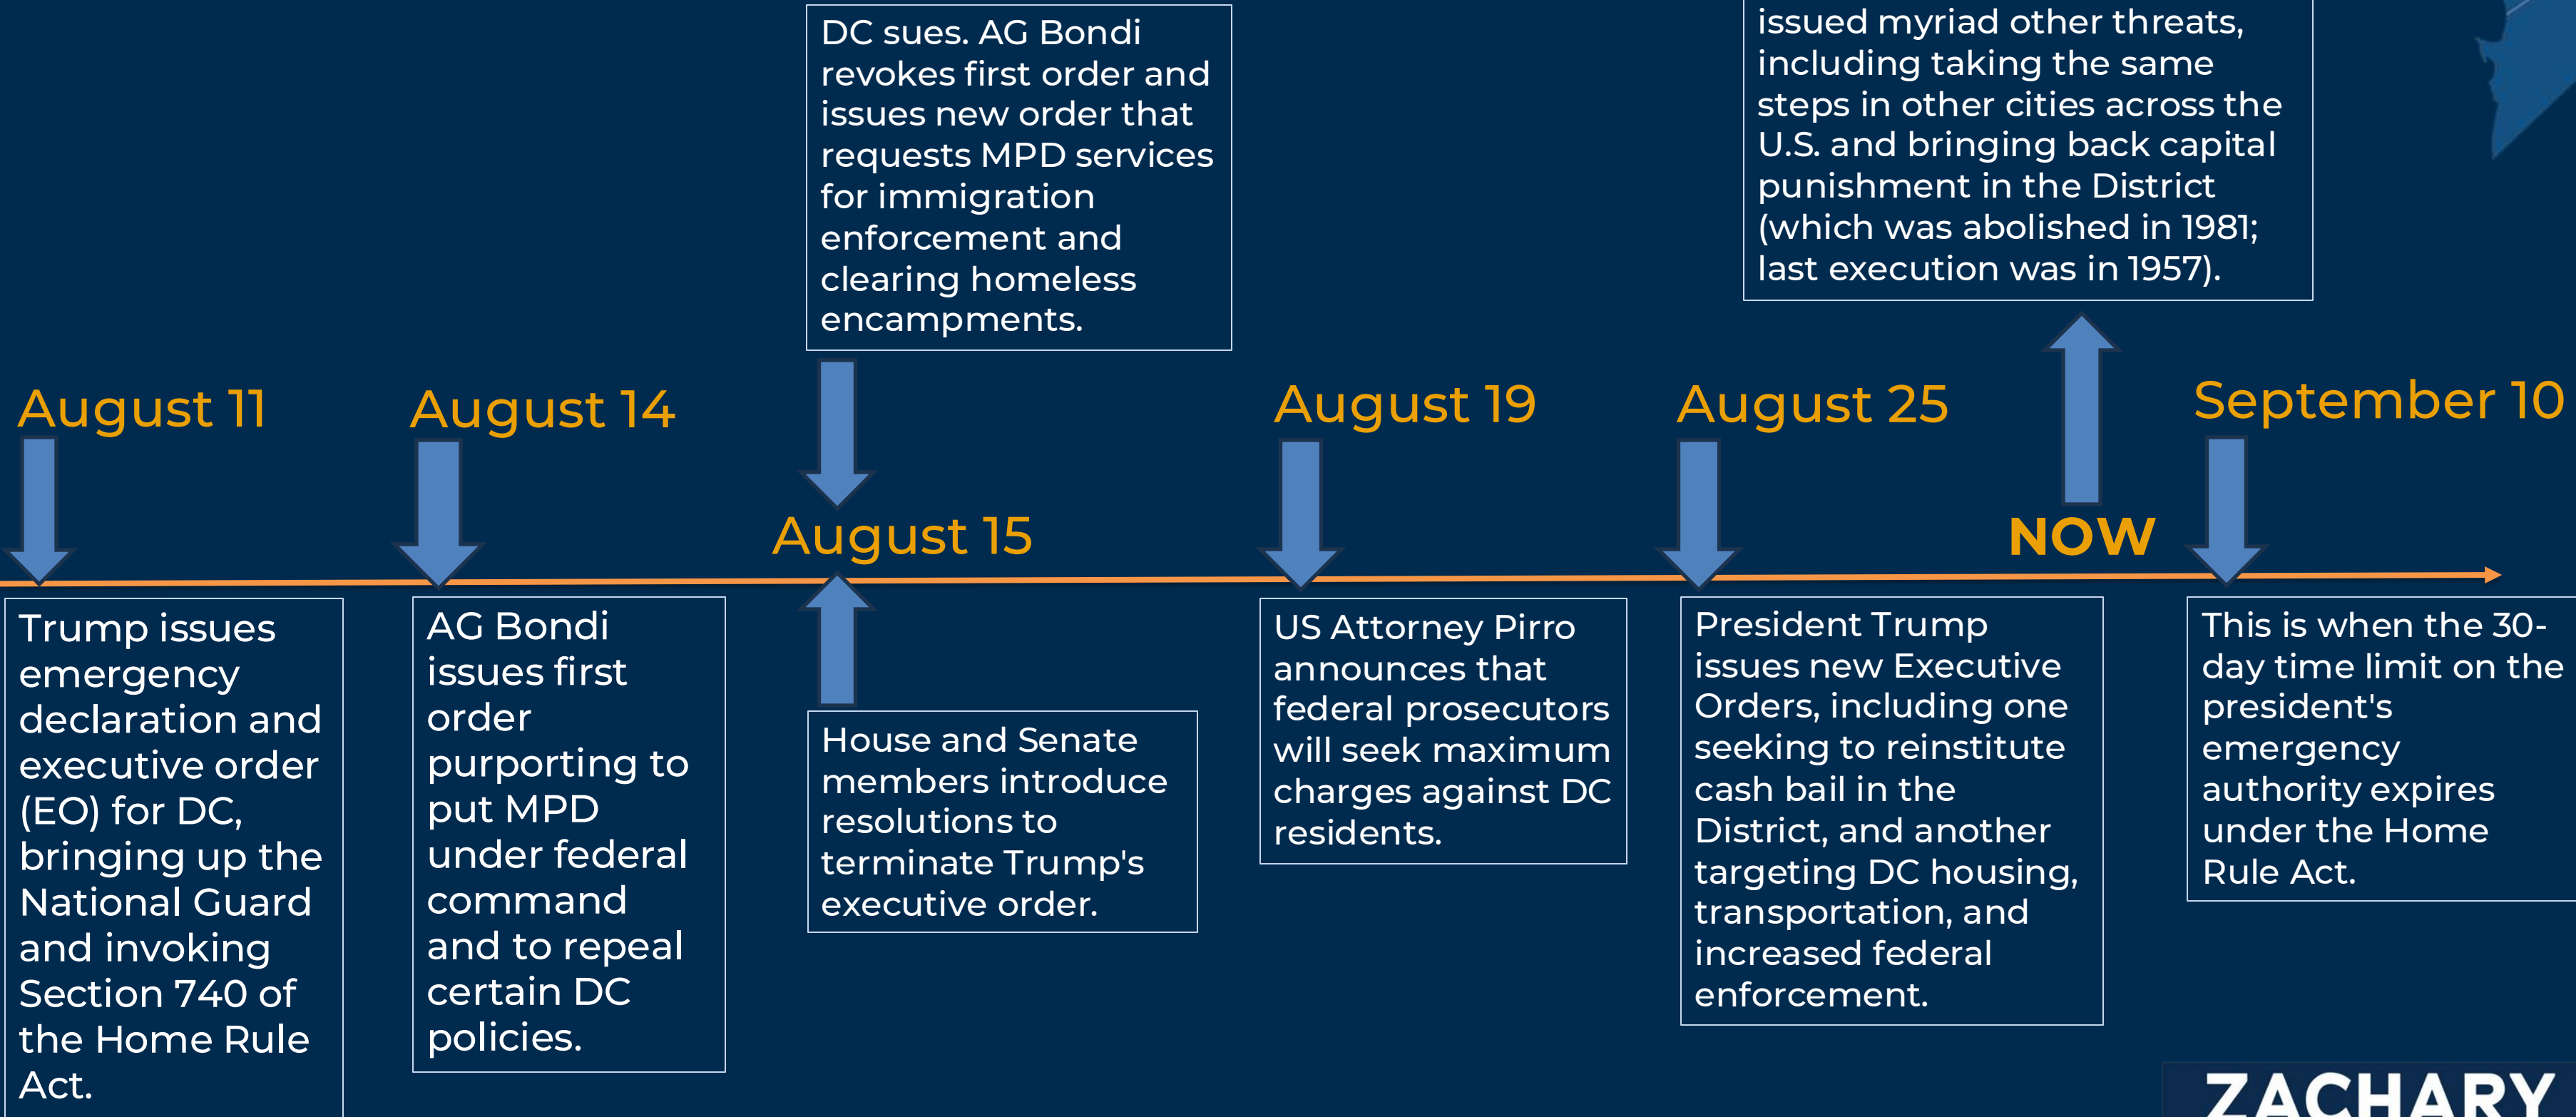 DC sues. AG Bondi
revokes first order and
issues new order that
requests MPD services
for immigration
enforcement and
clearing homeless
encampments.
issued myriad other threats,
including taking the same
steps in other cities across the
U.S. and bringing back capital
punishment in the District
(which was abolished in 1981;
last execution was in 1957).
August 11
August 14
August 15
August 19
August 25
NOW
September 10
Trump issues
emergency
declaration and
executive order
(EO) for DC,
bringing up the
National Guard
and invoking
Section 740 of
the Home Rule
Act.
AG Bondi
issues first
order
purporting to
put MPD
under federal
command
and to repeal
certain DC
policies.
House and Senate
members introduce
resolutions to
terminate Trump's
executive order.
US Attorney Pirro
announces that
federal prosecutors
will seek maximum
charges against DC
residents.
President Trump
issues new Executive
Orders, including one
seeking to reinstitute
cash bail in the
District, and another
targeting DC housing,
transportation, and
increased federal
enforcement.
This is when the 30-
day time limit on the
president's
emergency
authority expires
under the Home
Rule Act.
ZACHARY